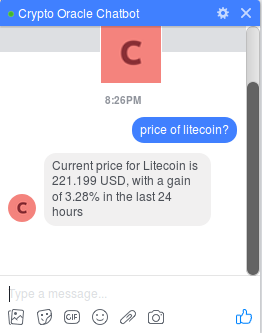 Crypto Oracle Chatbot
C
8:26PM
price of litecoin?
Current price for Litecoin is
221.199 USD, with a gain
of 3.28% in the last 24
hours
C
Type a message...
GIF